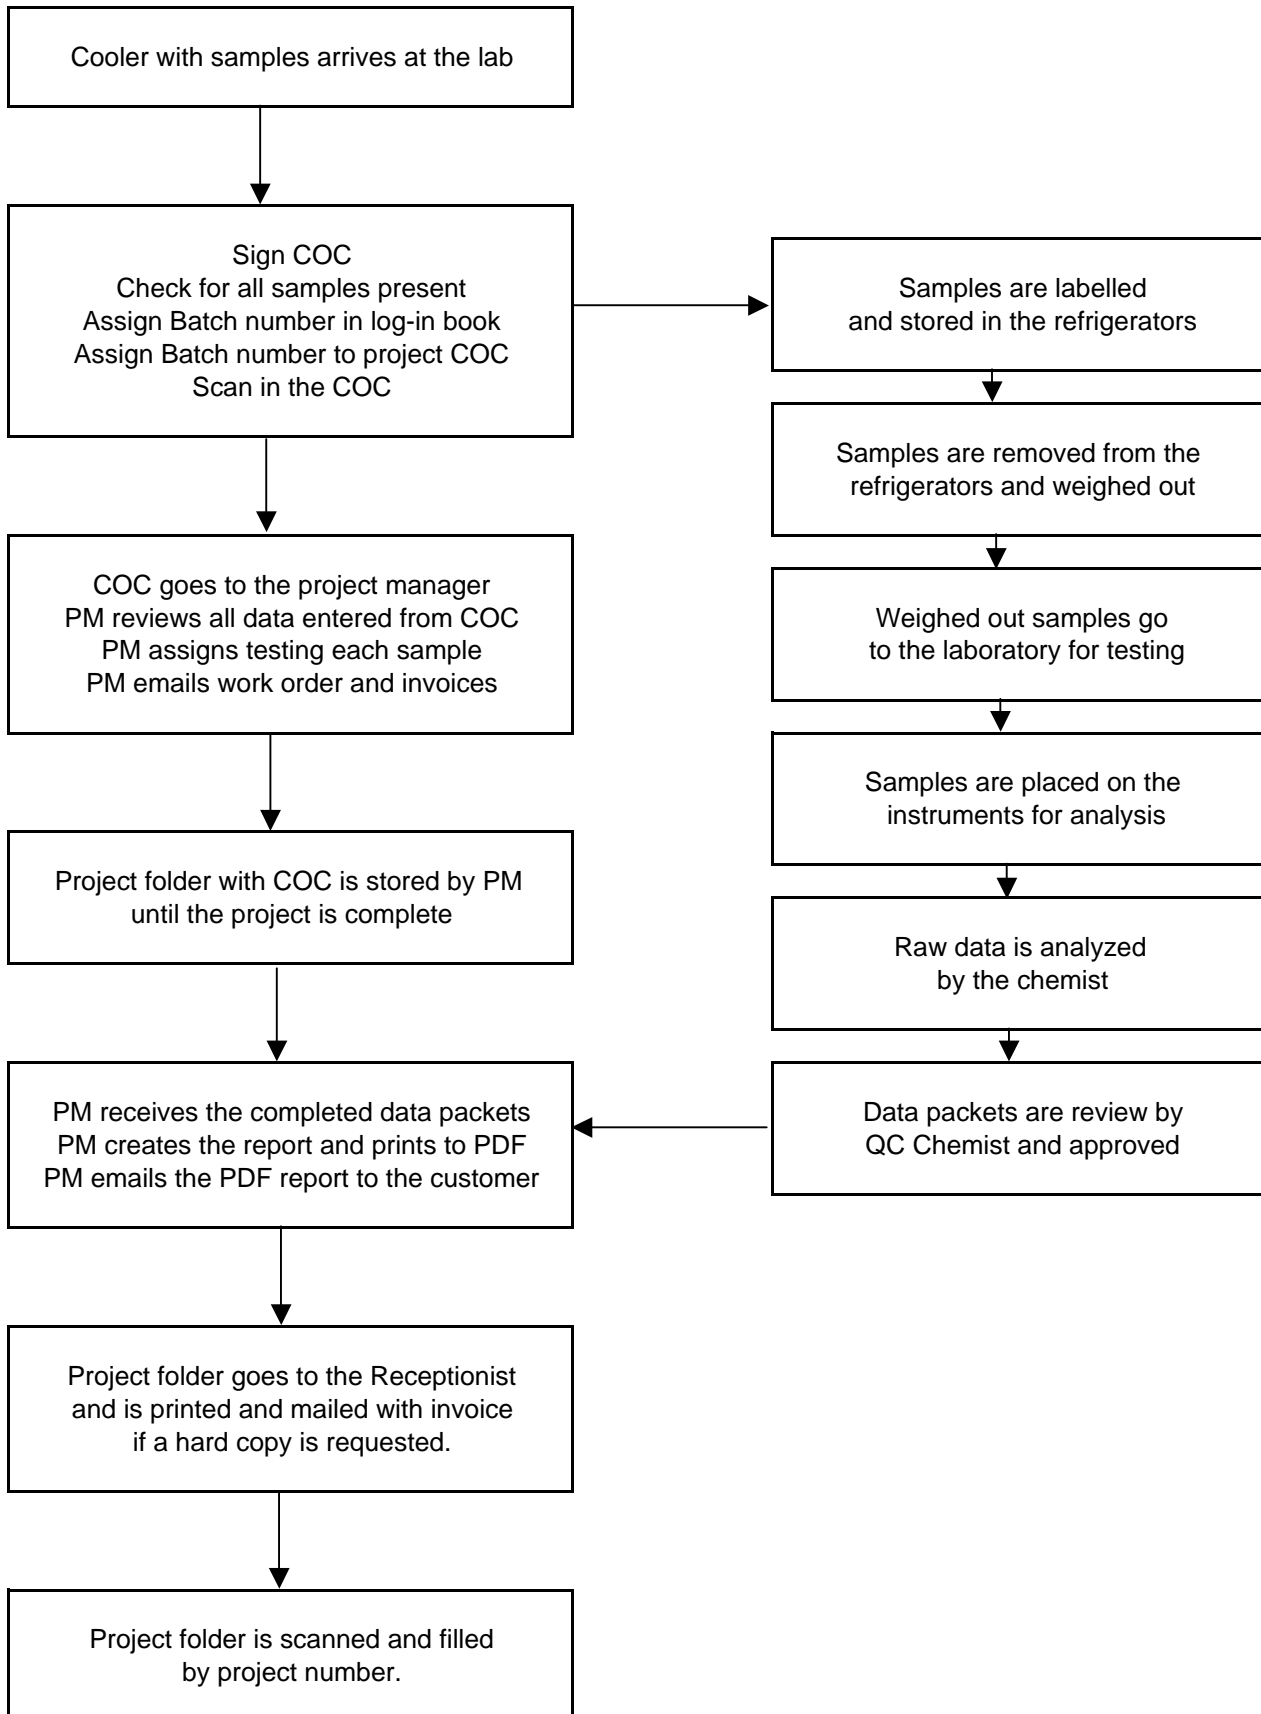 Cooler with samples arrives at the lab
Sign COC
Check for all samples present
Assign Batch number in log-in book
Assign Batch number to project COC
Scan in the COC
COC goes to the project manager
PM reviews all data entered from COC
PM assigns testing each sample
PM emails work order and invoices
Project folder with COC is stored by PM
until the project is complete
PM receives the completed data packets
PM creates the report and prints to PDF
PM emails the PDF report to the customer
Project folder goes to the Receptionist
and is printed and mailed with invoice
if a hard copy is requested.
Project folder is scanned and filled
by project number.
Samples are labelled
and stored in the refrigerators
Samples are removed from the
refrigerators and weighed out
Weighed out samples go
to the laboratory for testing
Samples are placed on the
instruments for analysis
Raw data is analyzed
by the chemist
Data packets are review by
QC Chemist and approved